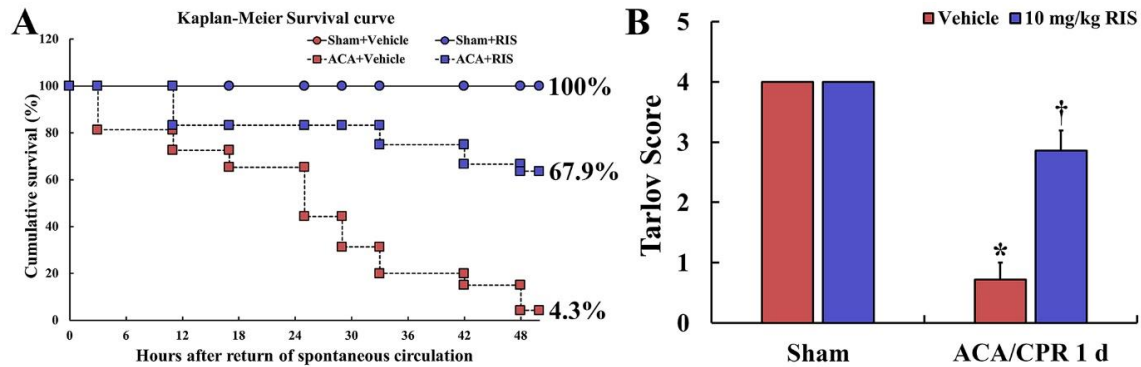 A
Kaplan-Meier Survival curve
Sham+Vehicle
Sham+RIS
ACA+Vehicle
ACA+RIS
Cumulative survival (%)
120
100
80
60
40
20
0
100%
67.9%
4.3%
0
6
12
18
24
30
36
42
48
Hours after return of spontaneous circulation
B
Vehicle
10 mg/kg RIS
Tarlov Score
5
4
3
2
1
0
*
†
Sham
ACA/CPR 1 d